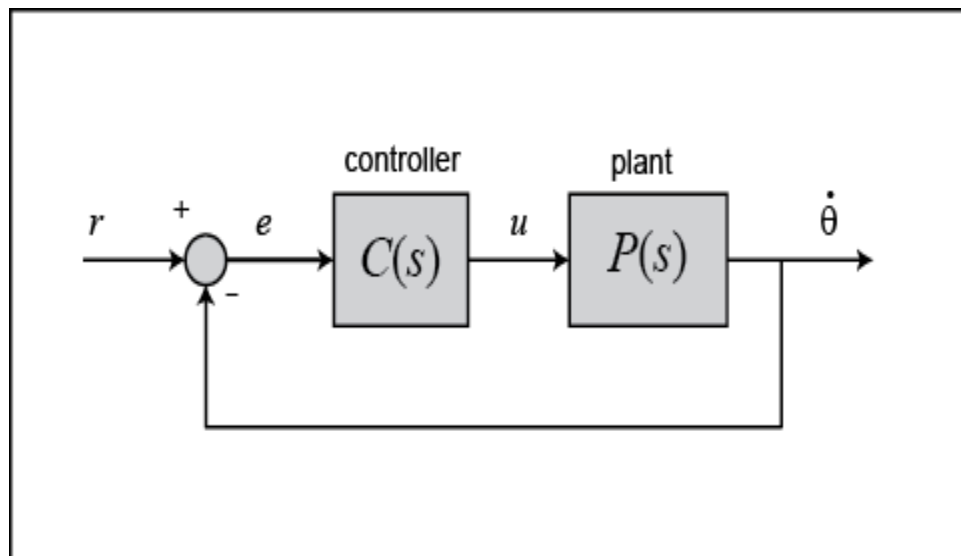 controller
plant
r
+
e
C(s)
u
P(s)
θ̇
−